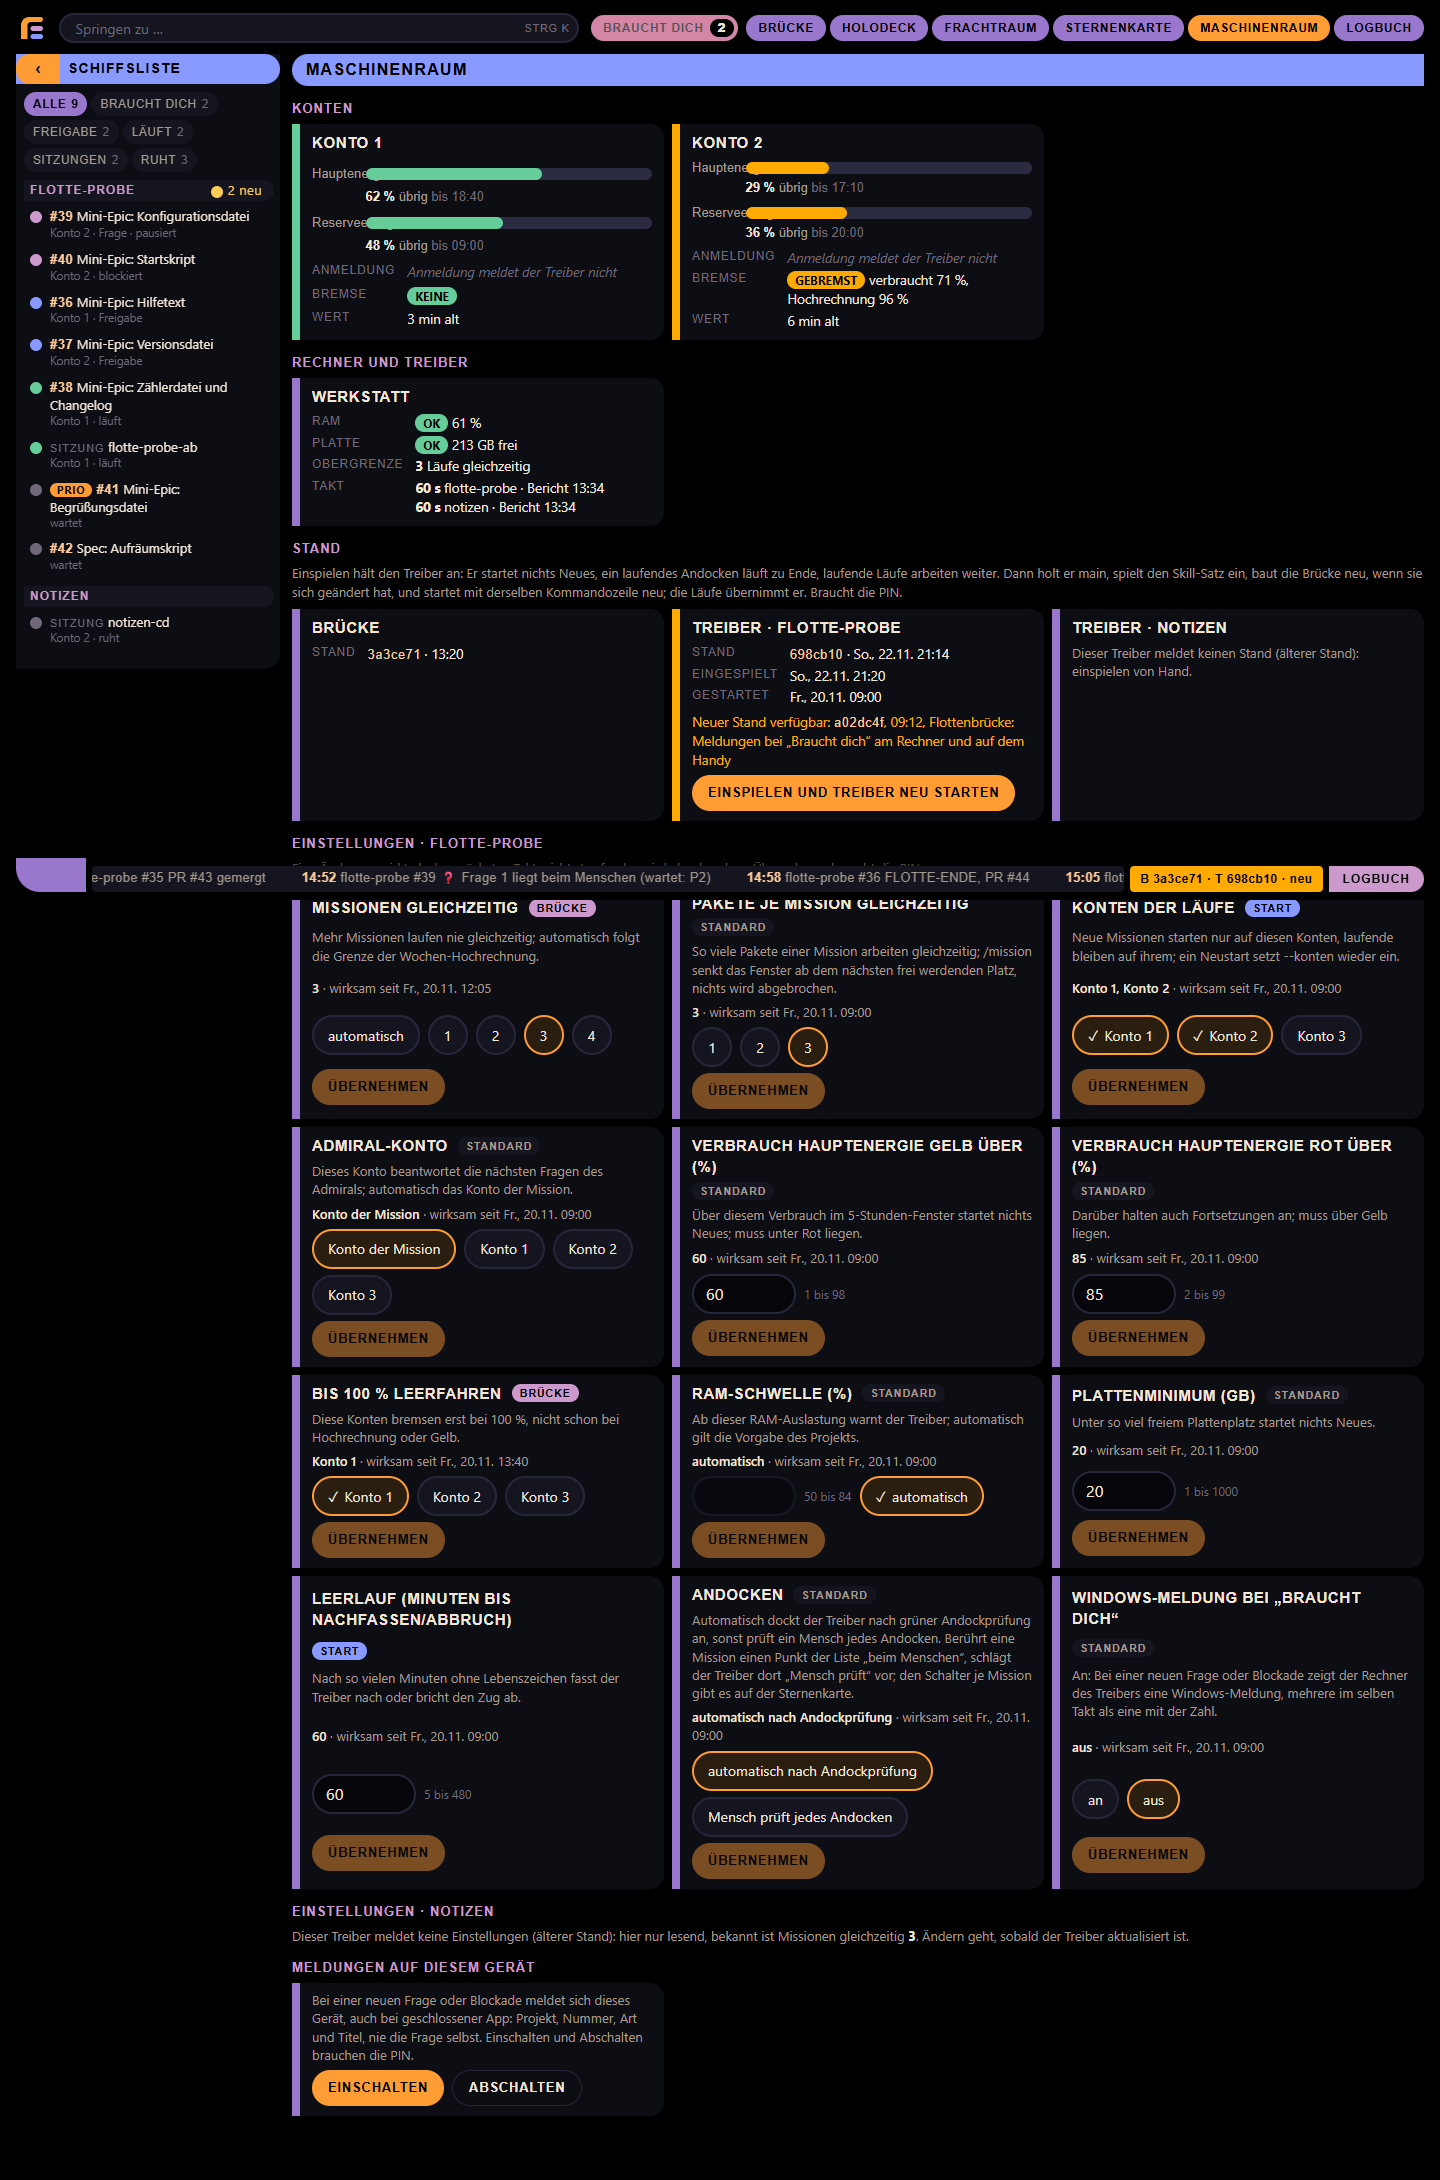 Springen zu ...
STRG K
BRAUCHT DICH 2
BRÜCKE
HOLODECK
FRACHTRAUM
STERNENKARTE
MASCHINENRAUM
LOGBUCH
‹
SCHIFFSLISTE
ALLE 9
BRAUCHT DICH 2
FREIGABE 2
LÄUFT 2
SITZUNGEN 2
RUHT 3
FLOTTE-PROBE
2 neu
#39 Mini-Epic: Konfigurationsdatei
Konto 2 · Frage · pausiert
#40 Mini-Epic: Startskript
Konto 2 · blockiert
#36 Mini-Epic: Hilfetext
Konto 1 · Freigabe
#37 Mini-Epic: Versionsdatei
Konto 2 · Freigabe
#38 Mini-Epic: Zählerdatei und
Changelog
Konto 1 · läuft
SITZUNG flotte-probe-ab
Konto 1 · läuft
PRIO #41 Mini-Epic:
Begrüßungsdatei
wartet
#42 Spec: Aufräumskript
wartet
NOTIZEN
SITZUNG notizen-cd
Konto 2 · ruht
MASCHINENRAUM
KONTEN
KONTO 1
Hauptene
62 % übrig bis 18:40
Reservee
48 % übrig bis 09:00
ANMELDUNG Anmeldung meldet der Treiber nicht
BREMSE KEINE
WERT 3 min alt
KONTO 2
Hauptene
29 % übrig bis 17:10
Reservee
36 % übrig bis 20:00
ANMELDUNG Anmeldung meldet der Treiber nicht
BREMSE GEBREMST verbraucht 71 %,
Hochrechnung 96 %
WERT 6 min alt
RECHNER UND TREIBER
WERKSTATT
RAM OK 61 %
PLATTE OK 213 GB frei
OBERGRENZE 3 Läufe gleichzeitig
TAKT 60 s flotte-probe · Bericht 13:34
60 s notizen · Bericht 13:34
STAND
Einspielen hält den Treiber an: Er startet nichts Neues, ein laufendes Andocken läuft zu Ende, laufende Läufe arbeiten weiter. Dann holt er main, spielt den Skill-Satz ein, baut die Brücke neu, wenn sie
sich geändert hat, und startet mit derselben Kommandozeile neu; die Läufe übernimmt er. Braucht die PIN.
BRÜCKE
STAND 3a3ce71 · 13:20
TREIBER · FLOTTE-PROBE
STAND 698cb10 · So., 22.11. 21:14
EINGESPIELT So., 22.11. 21:20
GESTARTET Fr., 20.11. 09:00
Neuer Stand verfügbar: a02dc4f, 09:12, Flottenbrücke:
Meldungen bei „Braucht dich“ am Rechner und auf dem
Handy
EINSPIELEN UND TREIBER NEU STARTEN
TREIBER · NOTIZEN
Dieser Treiber meldet keinen Stand (älterer Stand):
einspielen von Hand.
EINSTELLUNGEN · FLOTTE-PROBE
e-probe #35 PR #43 gemergt
14:52 flotte-probe #39 ❓ Frage 1 liegt beim Menschen (wartet: P2)
14:58 flotte-probe #36 FLOTTE-ENDE, PR #44
15:05 flot
B 3a3ce71 · T 698cb10 · neu
LOGBUCH
MISSIONEN GLEICHZEITIG BRÜCKE
Mehr Missionen laufen nie gleichzeitig; automatisch folgt
die Grenze der Wochen-Hochrechnung.
3 · wirksam seit Fr., 20.11. 12:05
automatisch 1 2 3 4
ÜBERNEHMEN
PAKETE JE MISSION GLEICHZEITIG
STANDARD
So viele Pakete einer Mission arbeiten gleichzeitig; /mission
senkt das Fenster ab dem nächsten frei werdenden Platz,
nichts wird abgebrochen.
3 · wirksam seit Fr., 20.11. 09:00
1 2 3
ÜBERNEHMEN
KONTEN DER LÄUFE START
Neue Missionen starten nur auf diesen Konten, laufende
bleiben auf ihrem; ein Neustart setzt --konten wieder ein.
Konto 1, Konto 2 · wirksam seit Fr., 20.11. 09:00
✓ Konto 1 ✓ Konto 2 Konto 3
ÜBERNEHMEN
ADMIRAL-KONTO STANDARD
Dieses Konto beantwortet die nächsten Fragen des
Admirals; automatisch das Konto der Mission.
Konto der Mission · wirksam seit Fr., 20.11. 09:00
Konto der Mission Konto 1 Konto 2
Konto 3
ÜBERNEHMEN
VERBRAUCH HAUPTENERGIE GELB ÜBER
(%)
STANDARD
Über diesem Verbrauch im 5-Stunden-Fenster startet nichts
Neues; muss unter Rot liegen.
60 · wirksam seit Fr., 20.11. 09:00
60 1 bis 98
ÜBERNEHMEN
VERBRAUCH HAUPTENERGIE ROT ÜBER
(%)
STANDARD
Darüber halten auch Fortsetzungen an; muss über Gelb
liegen.
85 · wirksam seit Fr., 20.11. 09:00
85 2 bis 99
ÜBERNEHMEN
BIS 100 % LEERFAHREN BRÜCKE
Diese Konten bremsen erst bei 100 %, nicht schon bei
Hochrechnung oder Gelb.
Konto 1 · wirksam seit Fr., 20.11. 13:40
✓ Konto 1 Konto 2 Konto 3
ÜBERNEHMEN
RAM-SCHWELLE (%) STANDARD
Ab dieser RAM-Auslastung warnt der Treiber; automatisch
gilt die Vorgabe des Projekts.
automatisch · wirksam seit Fr., 20.11. 09:00
50 bis 84 ✓ automatisch
ÜBERNEHMEN
PLATTENMINIMUM (GB) STANDARD
Unter so viel freiem Plattenplatz startet nichts Neues.
20 · wirksam seit Fr., 20.11. 09:00
20 1 bis 1000
ÜBERNEHMEN
LEERLAUF (MINUTEN BIS
NACHFASSEN/ABBRUCH)
START
Nach so vielen Minuten ohne Lebenszeichen fasst der
Treiber nach oder bricht den Zug ab.
60 · wirksam seit Fr., 20.11. 09:00
60 5 bis 480
ÜBERNEHMEN
ANDOCKEN STANDARD
Automatisch dockt der Treiber nach grüner Andockprüfung
an, sonst prüft ein Mensch jedes Andocken. Berührt eine
Mission einen Punkt der Liste „beim Menschen“, schlägt
der Treiber dort „Mensch prüft“ vor; den Schalter je Mission
gibt es auf der Sternenkarte.
automatisch nach Andockprüfung · wirksam seit Fr., 20.11.
09:00
automatisch nach Andockprüfung
Mensch prüft jedes Andocken
ÜBERNEHMEN
WINDOWS-MELDUNG BEI „BRAUCHT
DICH“
STANDARD
An: Bei einer neuen Frage oder Blockade zeigt der Rechner
des Treibers eine Windows-Meldung, mehrere im selben
Takt als eine mit der Zahl.
aus · wirksam seit Fr., 20.11. 09:00
an aus
ÜBERNEHMEN
EINSTELLUNGEN · NOTIZEN
Dieser Treiber meldet keine Einstellungen (älterer Stand): hier nur lesend, bekannt ist Missionen gleichzeitig 3. Ändern geht, sobald der Treiber aktualisiert ist.
MELDUNGEN AUF DIESEM GERÄT
Bei einer neuen Frage oder Blockade meldet sich dieses
Gerät, auch bei geschlossener App: Projekt, Nummer, Art
und Titel, nie die Frage selbst. Einschalten und Abschalten
brauchen die PIN.
EINSCHALTEN
ABSCHALTEN